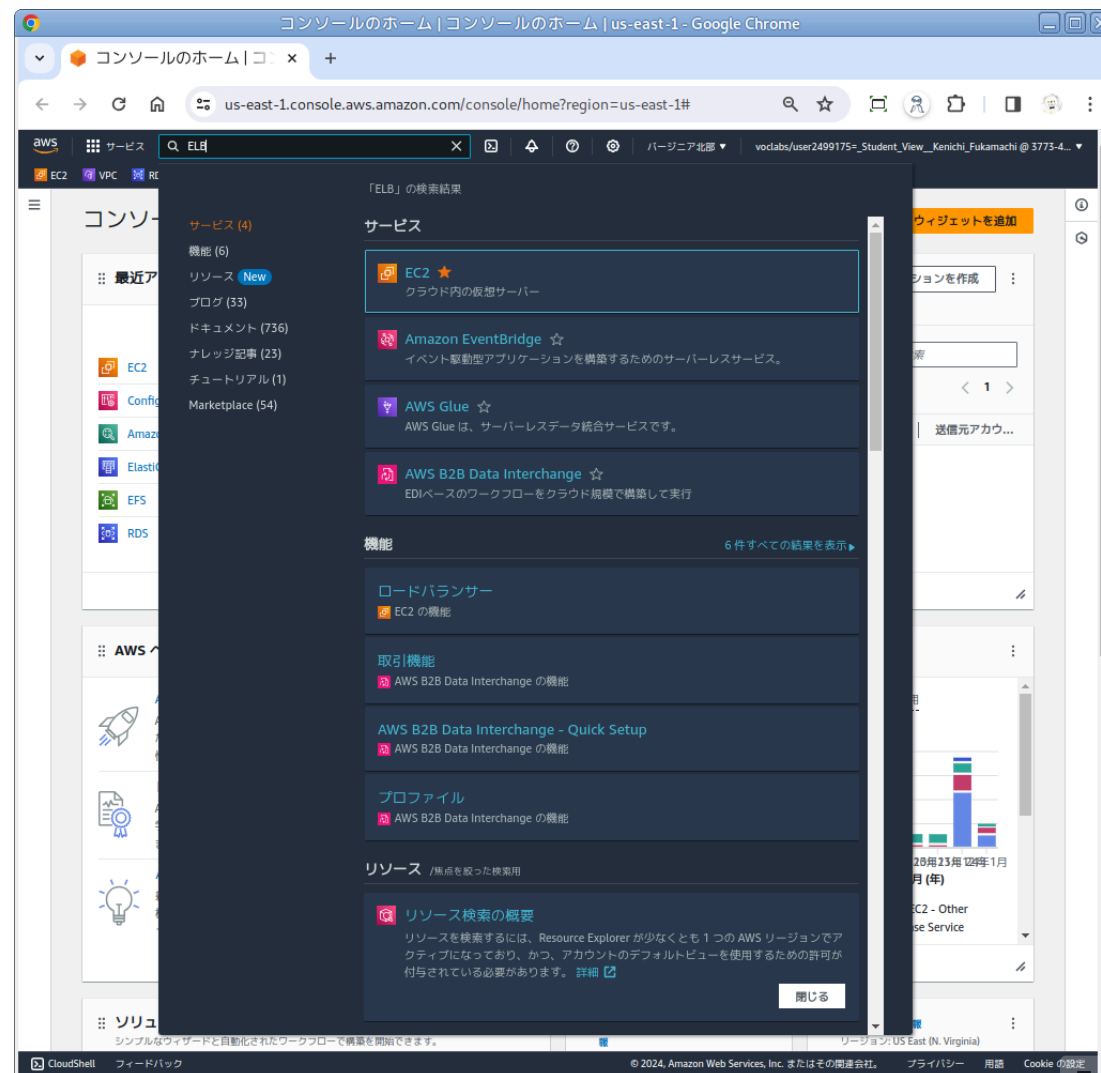 コンソールのホーム | コンソールのホーム | us-east-1 - Google Chrome
コンソールのホーム | コ
us-east-1.console.aws.amazon.com/console/home?region=us-east-1#
aws
サービス
ELB
バージニア北部 ▼
voclabs/user2499175=_Student_View__Kenichi_Fukamachi @ 3773-4... ▼
EC2
VPC
コンソー
ウィジェットを追加
「ELB」の検索結果
サービス (4)
機能 (6)
リソース New
ブログ (33)
ドキュメント (736)
ナレッジ記事 (23)
チュートリアル (1)
Marketplace (54)
サービス
EC2
クラウド内の仮想サーバー
Amazon EventBridge
イベント駆動型アプリケーションを構築するためのサーバーレスサービス。
AWS Glue
AWS Glue は、サーバーレスデータ統合サービスです。
AWS B2B Data Interchange
EDIベースのワークフローをクラウド規模で構築して実行
機能
6 件すべての結果を表示
ロードバランサー
EC2 の機能
取引機能
AWS B2B Data Interchange の機能
AWS B2B Data Interchange – Quick Setup
AWS B2B Data Interchange の機能
プロファイル
AWS B2B Data Interchange の機能
リソース /焦点を絞った検索用
リソース検索の概要
リソースを検索するには、Resource Explorer が少なくとも 1 つの AWS リージョンでア
クティブになっており、かつ、アカウントのデフォルトビューを使用するための許可が
付与されている必要があります。 詳細
閉じる
最近ア
EC2
Config
Amazo
Elasti
EFS
RDS
ションを作成
索
1
送信元アカウ...
AWS へ
月 (年)
EC2 - Other
se Service
ソリュ
シンプルなウィザードと自動化されたワークフローで構築を開始できます。
報
報
リージョン: US East (N. Virginia)
CloudShell
フィードバック
© 2024, Amazon Web Services, Inc. またはその関連会社。
プライバシー
用語
Cookie の設定